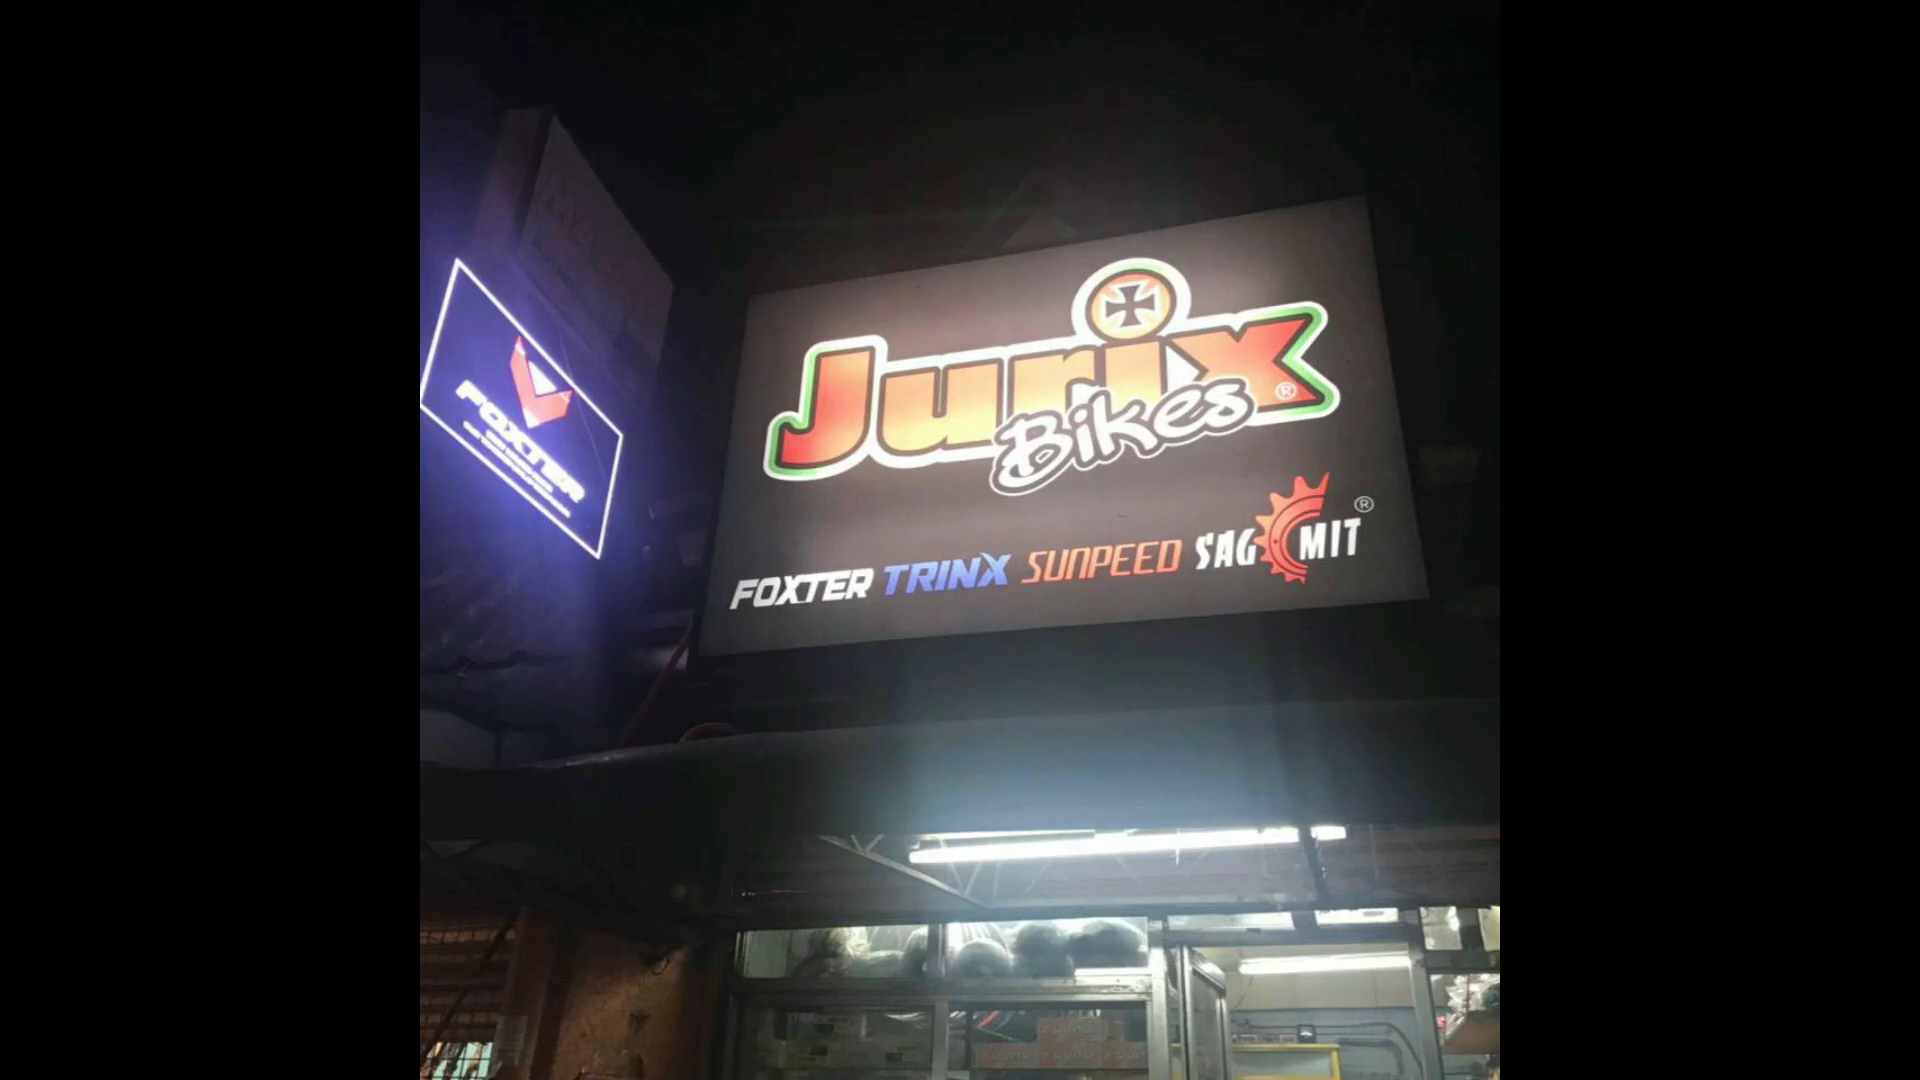 Jurix
Bikes
®
FOXTER TRINX SUNPEED SAGMIT ®
FOXTER